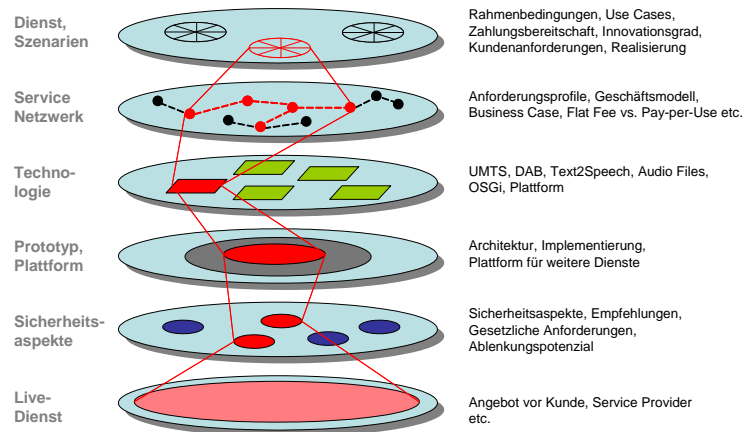 Dienst,
Szenarien
Rahmenbedingungen, Use Cases,
Zahlungsbereitschaft, Innovationsgrad,
Kundenanforderungen, Realisierung
Service
Netzwerk
Anforderungsprofile, Geschäftsmodell,
Business Case, Flat Fee vs. Pay-per-Use etc.
Techno-
logie
UMTS, DAB, Text2Speech, Audio Files,
OSGi, Plattform
Prototyp,
Plattform
Architektur, Implementierung,
Plattform für weitere Dienste
Sicherheits-
aspekte
Sicherheitsaspekte, Empfehlungen,
Gesetzliche Anforderungen,
Ablenkungspotenzial
Live-
Dienst
Angebot vor Kunde, Service Provider
etc.